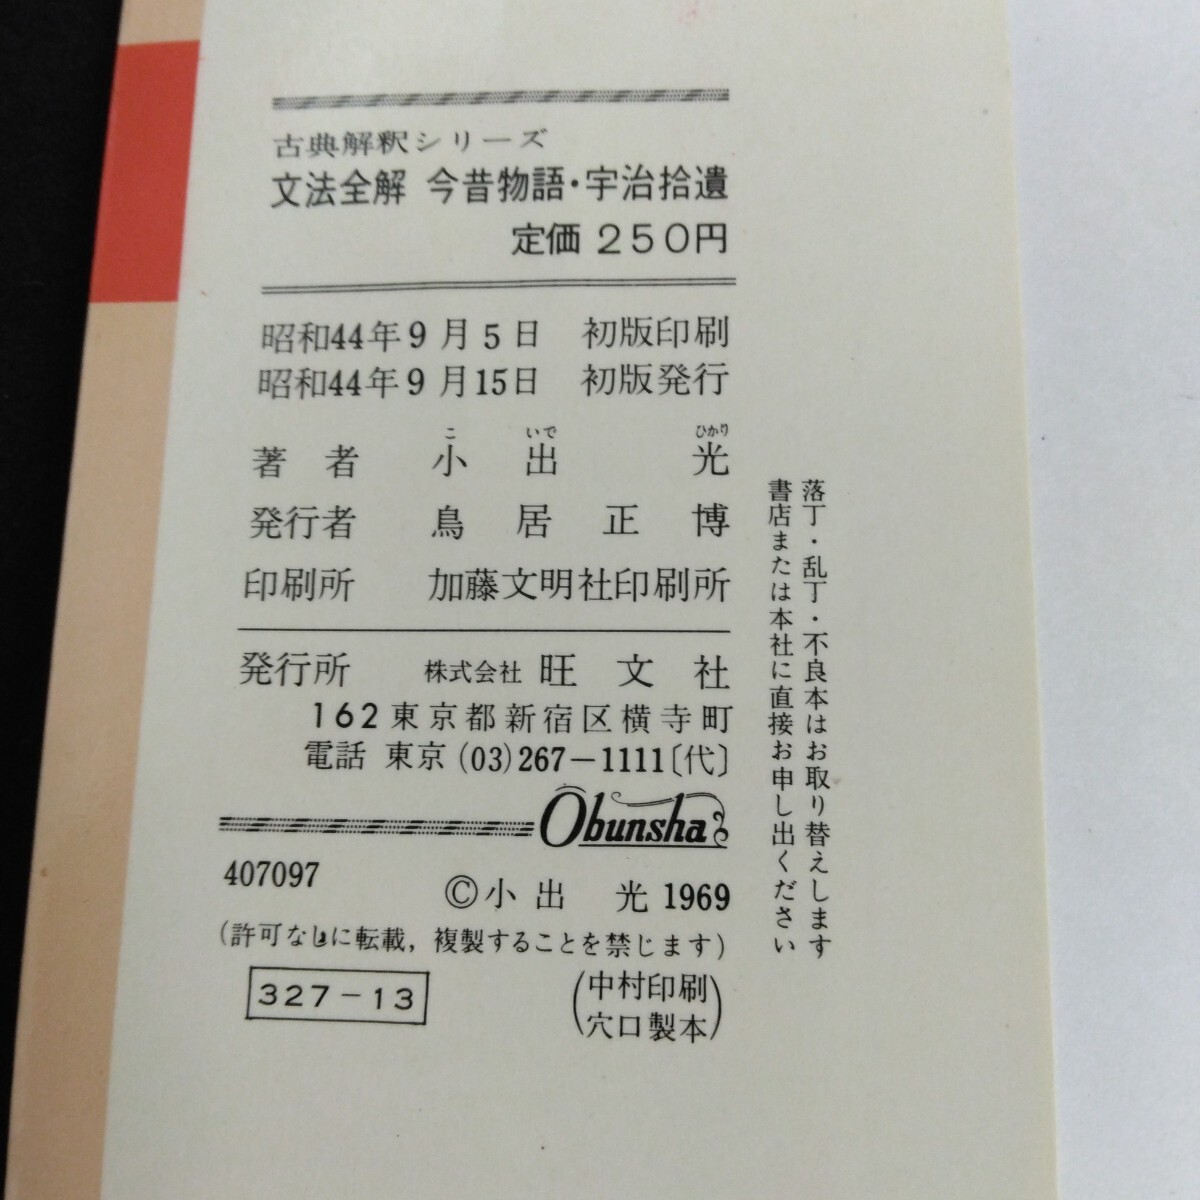 古典解釈シリーズ
文法全解 今昔物語・宇治拾遺
定価 250円
昭和44年9月5日 初版印刷
昭和44年9月15日 初版発行
こ いで ひかり
著者 小出 光
発行者 鳥居正博
印刷所 加藤文明社印刷所
発行所 株式会社 旺文社
162東京都新宿区横寺町
電話 東京 (03)267-1111〔代〕
Obunsha
407097
©小出 光 1969
(許可なしに転載, 複製することを禁じます)
327-13
(中村印刷
穴口製本)
落丁・乱丁・不良本はお取り替えします
書店または本社に直接お申し出ください